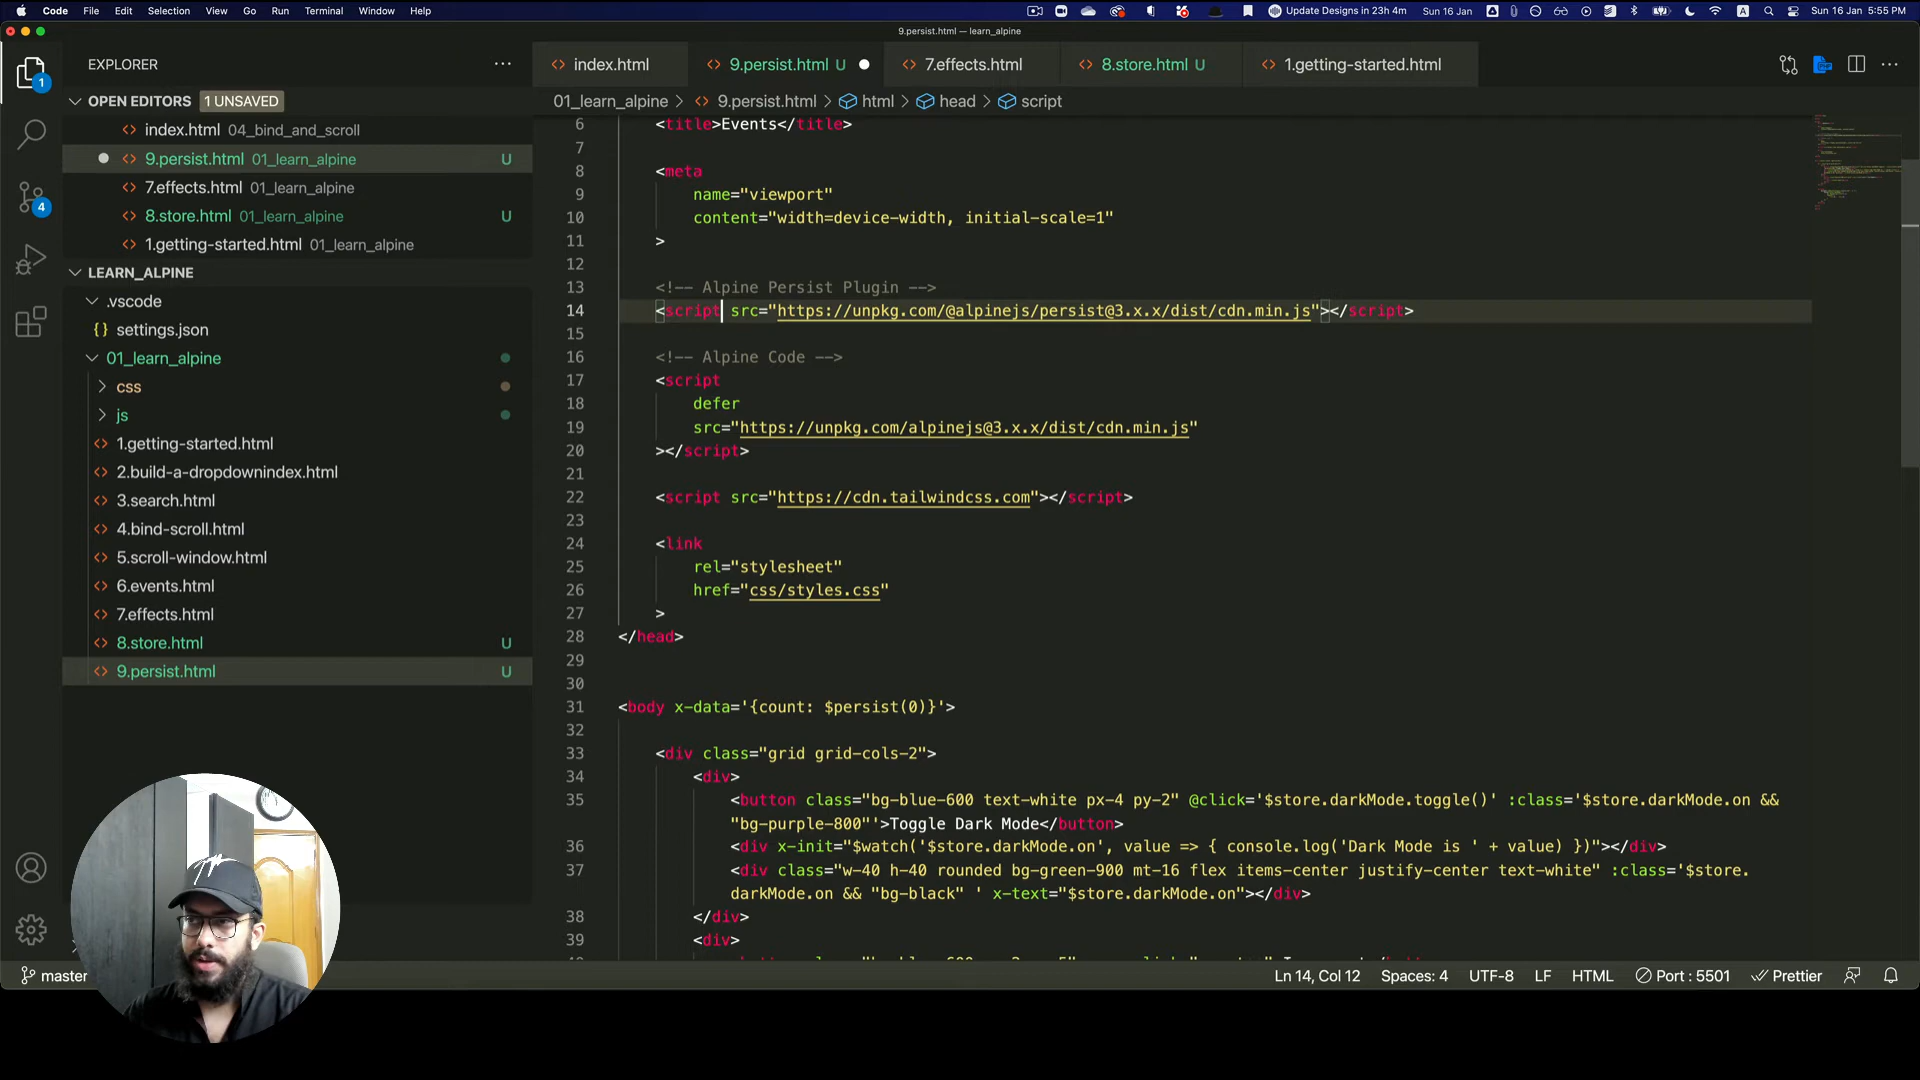 Code File Edit Selection View Go Run Terminal Window Help Update Designs in 23h 4m Sun 16 Jan A Sun 16 Jan 5:55 PM
9.persist.html — learn_alpine
EXPLORER
index.html 9.persist.html U 7.effects.html 8.store.html U 1.getting-started.html
1
OPEN EDITORS 1 UNSAVED
index.html 04_bind_and_scroll
9.persist.html 01_learn_alpine U
7.effects.html 01_learn_alpine
4
8.store.html 01_learn_alpine U
1.getting-started.html 01_learn_alpine
LEARN_ALPINE
.vscode
{} settings.json
01_learn_alpine
css
js
1.getting-started.html
2.build-a-dropdownindex.html
3.search.html
4.bind-scroll.html
5.scroll-window.html
6.events.html
7.effects.html
8.store.html U
9.persist.html U
01_learn_alpine > 9.persist.html > html > head > script
6 <title>Events</title>
7
8 <meta
9 name="viewport"
10 content="width=device-width, initial-scale=1"
11 >
12
13 <!-- Alpine Persist Plugin -->
14 <script src="https://unpkg.com/@alpinejs/persist@3.x.x/dist/cdn.min.js"></script>
15
16 <!-- Alpine Code -->
17 <script
18 defer
19 src="https://unpkg.com/alpinejs@3.x.x/dist/cdn.min.js"
20 ></script>
21
22 <script src="https://cdn.tailwindcss.com"></script>
23
24 <link
25 rel="stylesheet"
26 href="css/styles.css"
27 >
28 </head>
29
30
31 <body x-data='{count: $persist(0)}'>
32
33 <div class="grid grid-cols-2">
34 <div>
35 <button class="bg-blue-600 text-white px-4 py-2" @click='$store.darkMode.toggle()' :class='$store.darkMode.on &&
"bg-purple-800"'>Toggle Dark Mode</button>
36 <div x-init="$watch('$store.darkMode.on', value => { console.log('Dark Mode is ' + value) })"></div>
37 <div class="w-40 h-40 rounded bg-green-900 mt-16 flex items-center justify-center text-white" :class='$store.
darkMode.on && "bg-black" ' x-text="$store.darkMode.on"></div>
38 </div>
39 <div>
master Ln 14, Col 12 Spaces: 4 UTF-8 LF HTML Port : 5501 Prettier